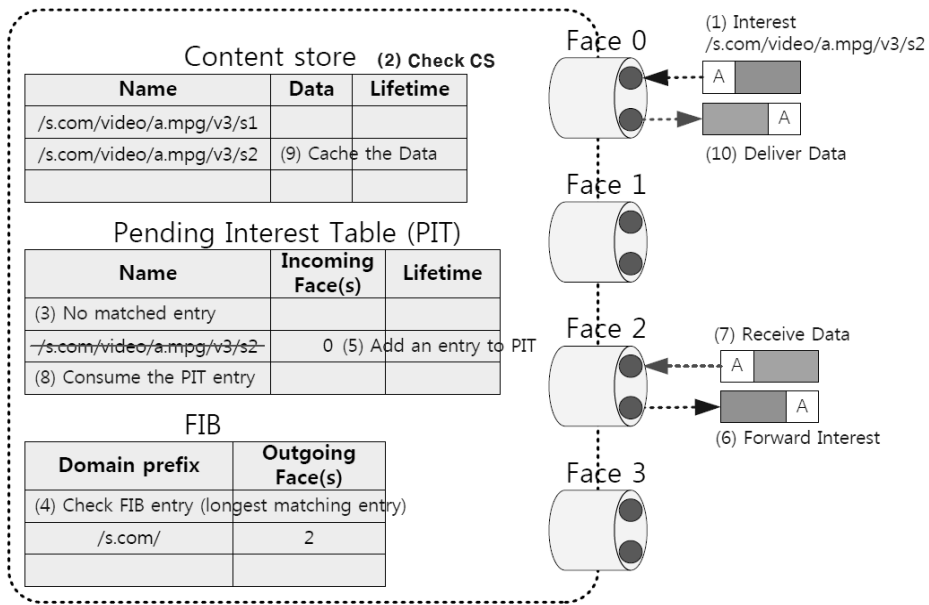 Content store (2) Check CS
Name Data Lifetime
/s.com/video/a.mpg/v3/s1
/s.com/video/a.mpg/v3/s2 (9) Cache the Data
Pending Interest Table (PIT)
Name Incoming Face(s) Lifetime
(3) No matched entry
/s.com/video/a.mpg/v3/s2 0 (5) Add an entry to PIT
(8) Consume the PIT entry
FIB
Domain prefix Outgoing Face(s)
(4) Check FIB entry (longest matching entry)
/s.com/ 2
Face 0
(1) Interest
/s.com/video/a.mpg/v3/s2
A
A
(10) Deliver Data
Face 1
Face 2
(7) Receive Data
A
A
(6) Forward Interest
Face 3